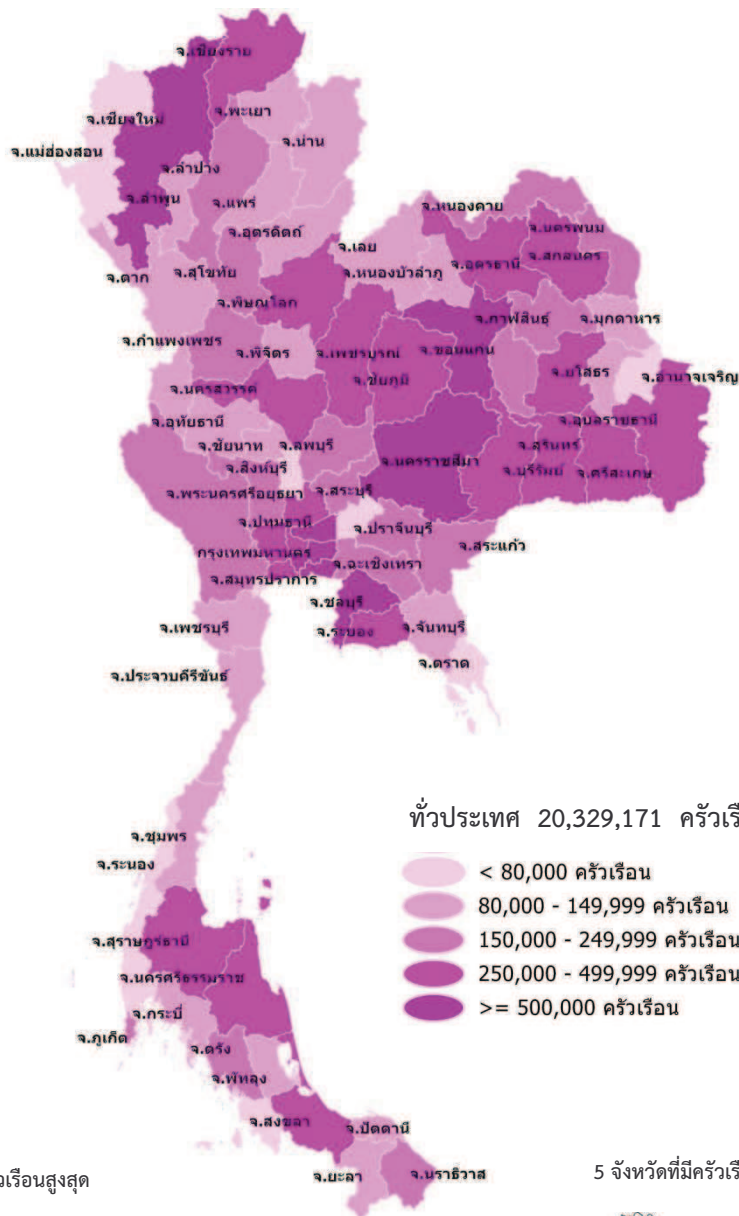 จ.เชียงราย
จ.พะเยา
จ.เชียงใหม่
จ.น่าน
จ.แม่ฮ่องสอน
จ.ลำปาง
จ.ลำพูน
จ.แพร่
จ.หนองคาย
จ.นครพนม
จ.อุตรดิตถ์
จ.เลย
จ.สกลนคร
จ.อุดรธานี
จ.ตาก
จ.สุโขทัย
จ.หนองบัวลำภู
จ.พิษณุโลก
จ.กาฬสินธุ์
จ.มุกดาหาร
จ.กำแพงเพชร
จ.พิจิตร
จ.เพชรบูรณ์
จ.ขอนแก่น
จ.นครสวรรค์
จ.ชัยภูมิ
จ.ยโสธร
จ.อำนาจเจริญ
จ.อุทัยธานี
จ.อุบลราชธานี
จ.ชัยนาท
จ.ลพบุรี
จ.สุรินทร์
จ.สิงห์บุรี
จ.นครราชสีมา
จ.บุรีรัมย์
จ.ศรีสะเกษ
จ.พระนครศรีอยุธยา
จ.สระบุรี
จ.ปทุมธานี
จ.ปราจีนบุรี
จ.สระแก้ว
กรุงเทพมหานคร
จ.ฉะเชิงเทรา
จ.สมุทรปราการ
จ.ชลบุรี
จ.เพชรบุรี
จ.ระยอง
จ.จันทบุรี
จ.ตราด
จ.ประจวบคีรีขันธ์
ทั่วประเทศ 20,329,171 ครัวเรื
จ.ชุมพร
จ.ระนอง
< 80,000 ครัวเรือน
80,000 - 149,999 ครัวเรือน
150,000 - 249,999 ครัวเรือน
250,000 - 499,999 ครัวเรือน
>= 500,000 ครัวเรือน
จ.สุราษฎร์ธานี
จ.นครศรีธรรมราช
จ.กระบี่
จ.ภูเก็ต
จ.ตรัง
จ.พัทลุง
จ.สงขลา
จ.ปัตตานี
จ.ยะลา
จ.นราธิวาส
วเรือนสูงสุด
5 จังหวัดที่มีครัวเรื